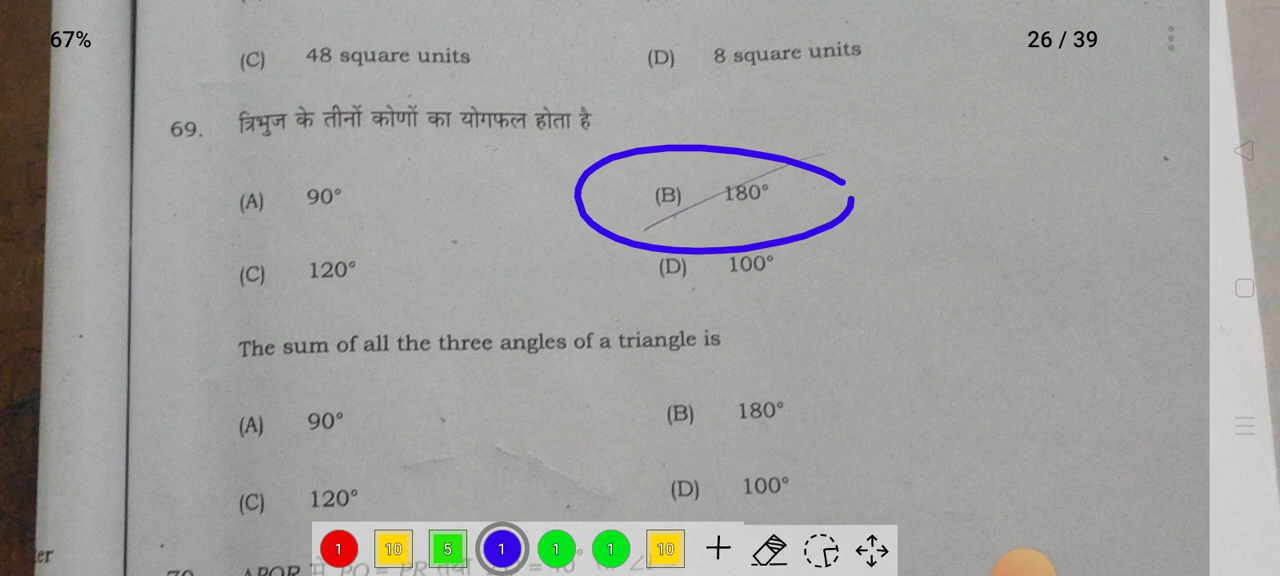 67%
26 / 39
(C) 48 square units (D) 8 square units
69. त्रिभुज के तीनों कोणों का योगफल होता है
(A) 90° (B) 180°
(C) 120° (D) 100°
The sum of all the three angles of a triangle is
(A) 90° (B) 180°
(C) 120° (D) 100°
1 10 5 1 1 1 10
er